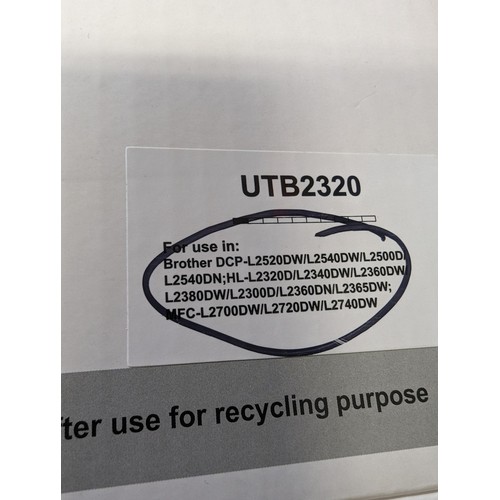 UTB2320
For use in:
Brother DCP-L2520DW/L2540DW/L2500D/
L2540DN;HL-L2320D/L2340DW/L2360DW/
L2380DW/L2300D/L2360DN/L2365DW;
MFC-L2700DW/L2720DW/L2740DW
fter use for recycling purpose